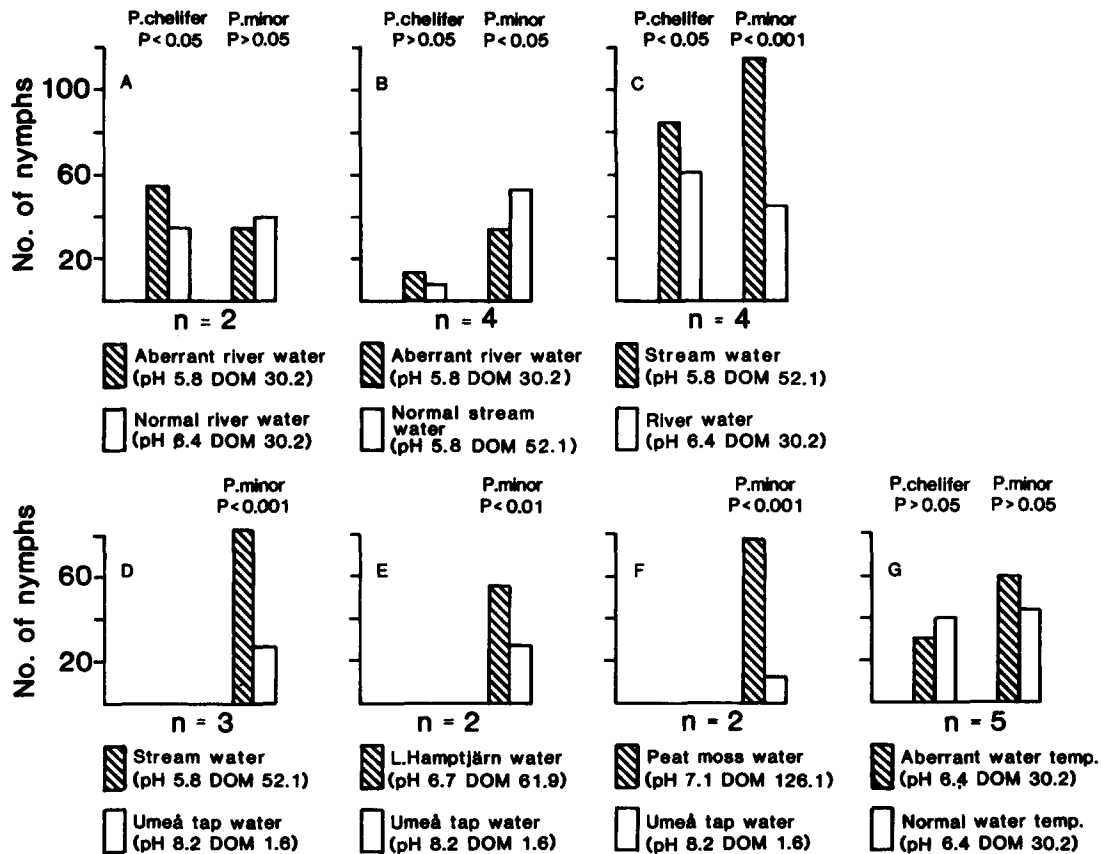 P.chelifer P.minor
P<0.05 P>0.05
P.chelifer P.minor
P>0.05 P<0.05
P.chelifer P.minor
P<0.05 P<0.001
No. of nymphs
100
60
20
A
B
C
n = 2
n = 4
n = 4
Aberrant river water
(pH 5.8 DOM 30.2)
Normal river water
(pH 6.4 DOM 30.2)
Aberrant river water
(pH 5.8 DOM 30.2)
Normal stream
water
(pH 5.8 DOM 52.1)
Stream water
(pH 5.8 DOM 52.1)
River water
(pH 6.4 DOM 30.2)
P.minor
P<0.001
P.minor
P<0.01
P.minor
P<0.001
P.chelifer P.minor
P>0.05 P>0.05
No. of nymphs
60
20
D
E
F
G
n = 3
n = 2
n = 2
n = 5
Stream water
(pH 5.8 DOM 52.1)
Umeå tap water
(pH 8.2 DOM 1.6)
L.Hamptjärn water
(pH 6.7 DOM 61.9)
Umeå tap water
(pH 8.2 DOM 1.6)
Peat moss water
(pH 7.1 DOM 126.1)
Umeå tap water
(pH 8.2 DOM 1.6)
Aberrant water temp.
(pH 6.4 DOM 30.2)
Normal water temp.
(pH 6.4 DOM 30.2)